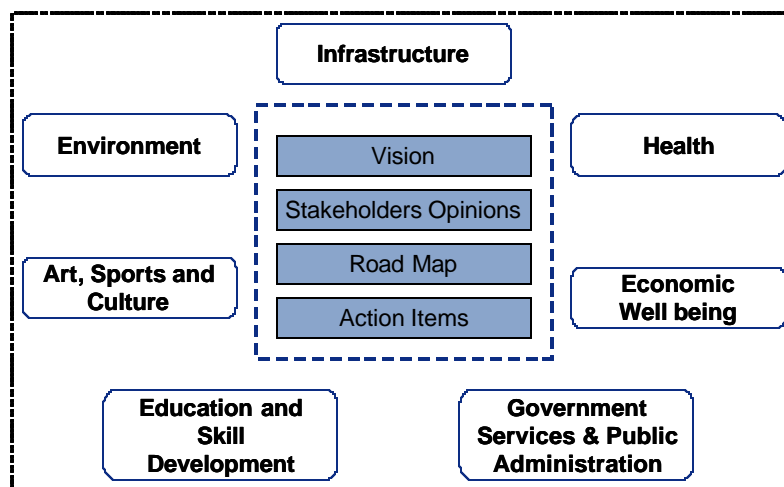 Infrastructure
Environment
Health
Vision
Stakeholders Opinions
Road Map
Action Items
Art, Sports and
Culture
Economic
Well being
Education and
Skill
Development
Government
Services & Public
Administration